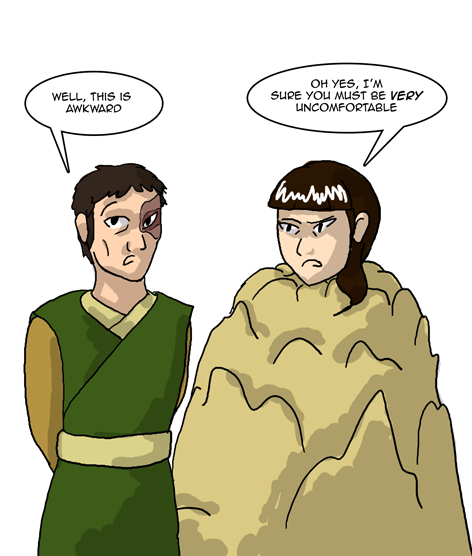 WELL, THIS IS
AWKWARD
OH YES, I'M
SURE YOU MUST BE VERY
UNCOMFORTABLE